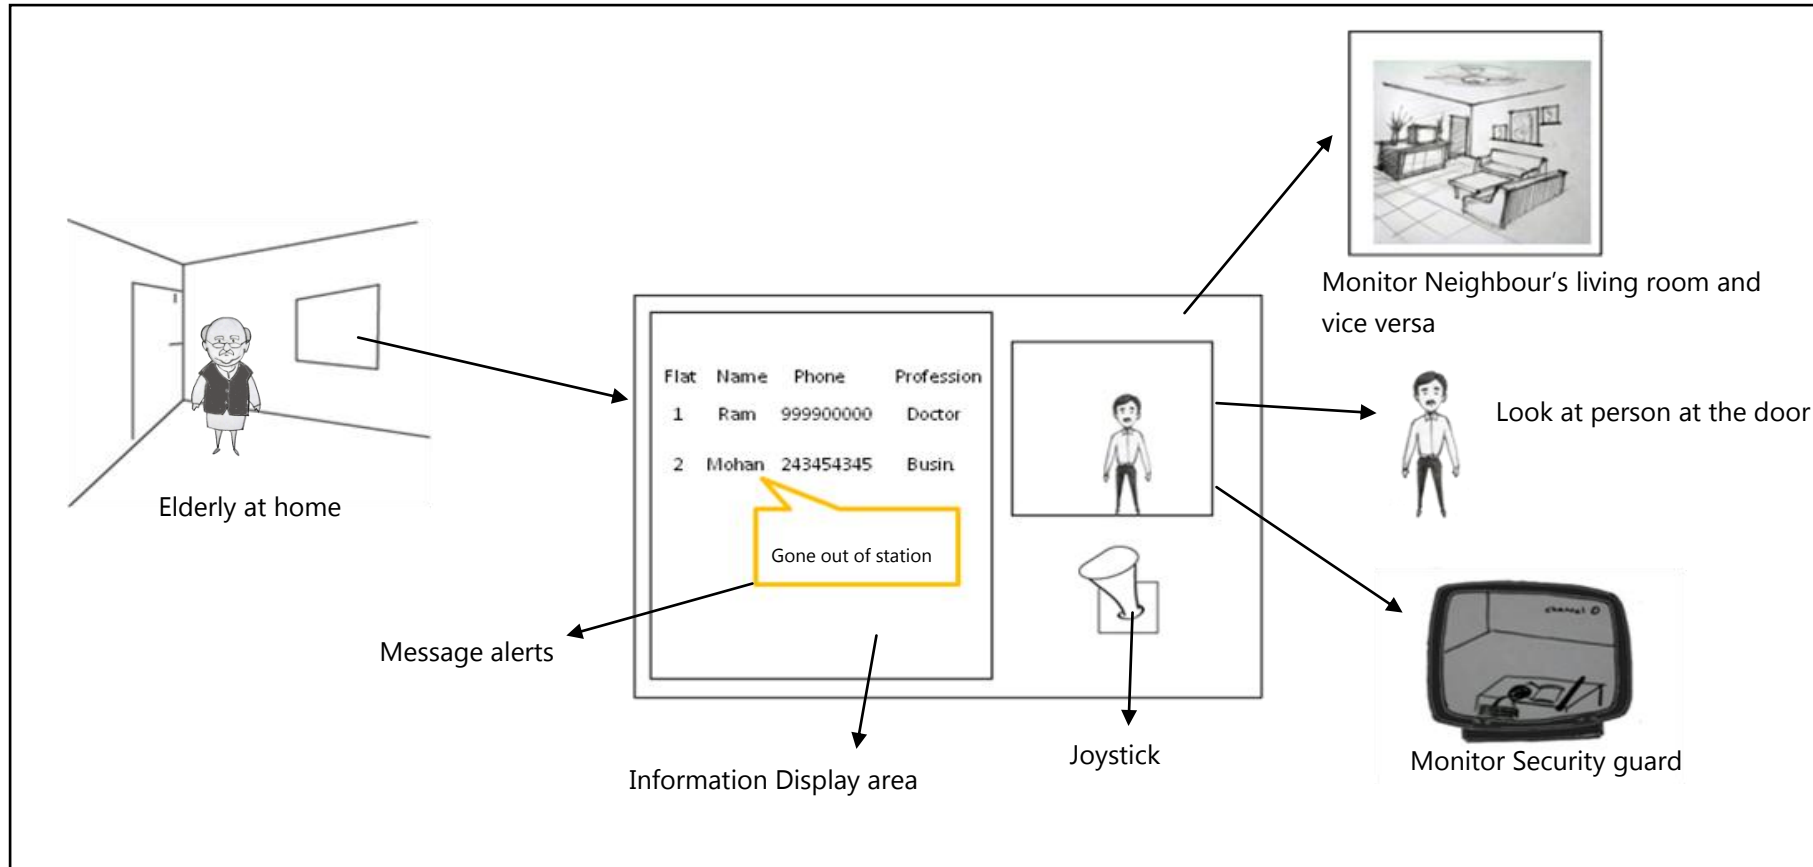 Monitor Neighbour's living room and
vice versa
Flat Name Phone Profession
1 Ram 999900000 Doctor
2 Mohan 243454345 Busin.
Gone out of station
Look at person at the door
Elderly at home
channel 0
Message alerts
Joystick
Monitor Security guard
Information Display area